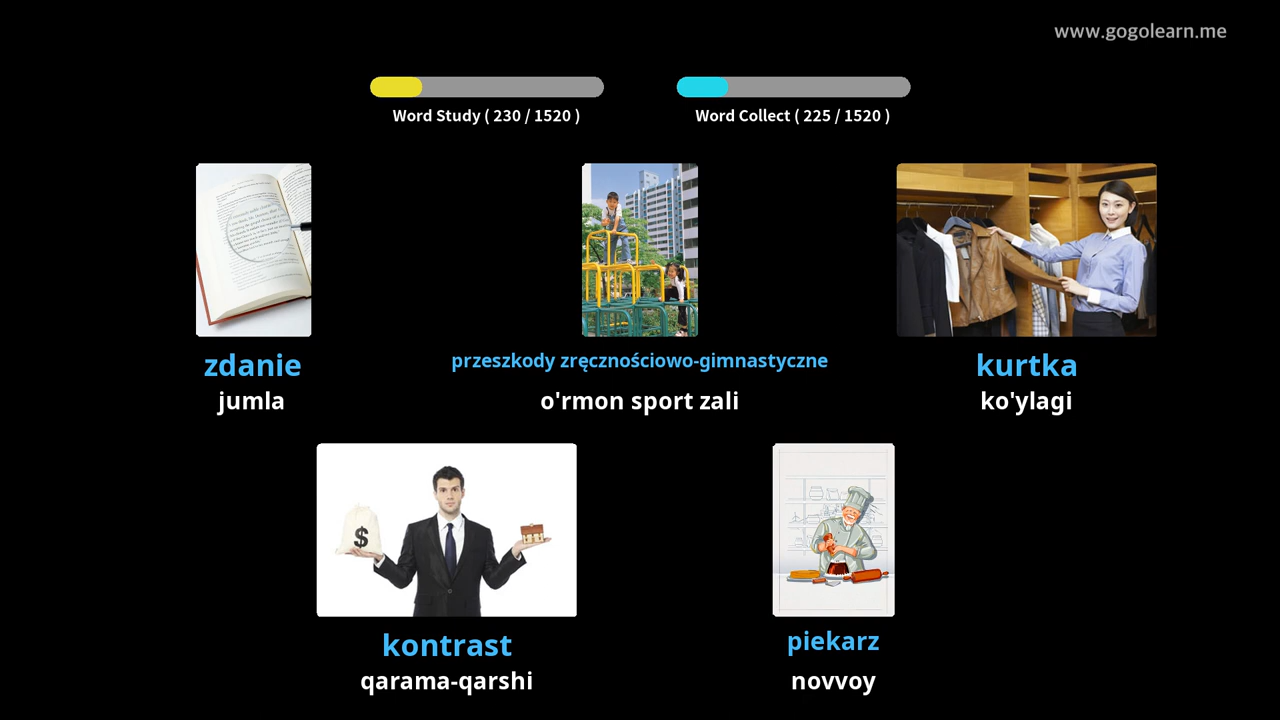 www.gogolearn.me
Word Study ( 230 / 1520 )
Word Collect ( 225 / 1520 )
zdanie
jumla
przeszkody zręcznościowo-gimnastyczne
o'rmon sport zali
kurtka
ko'ylagi
$
kontrast
qarama-qarshi
piekarz
novvoy